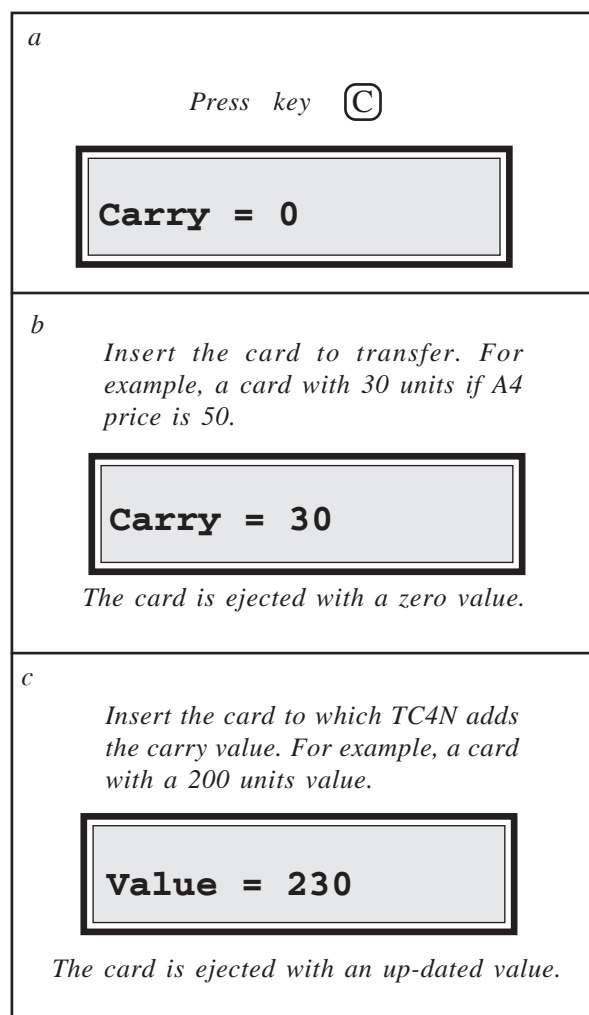 a
Press key C
Carry = 0
b
Insert the card to transfer. For
example, a card with 30 units if A4
price is 50.
Carry = 30
The card is ejected with a zero value.
c
Insert the card to which TC4N adds
the carry value. For example, a card
with a 200 units value.
Value = 230
The card is ejected with an up-dated value.